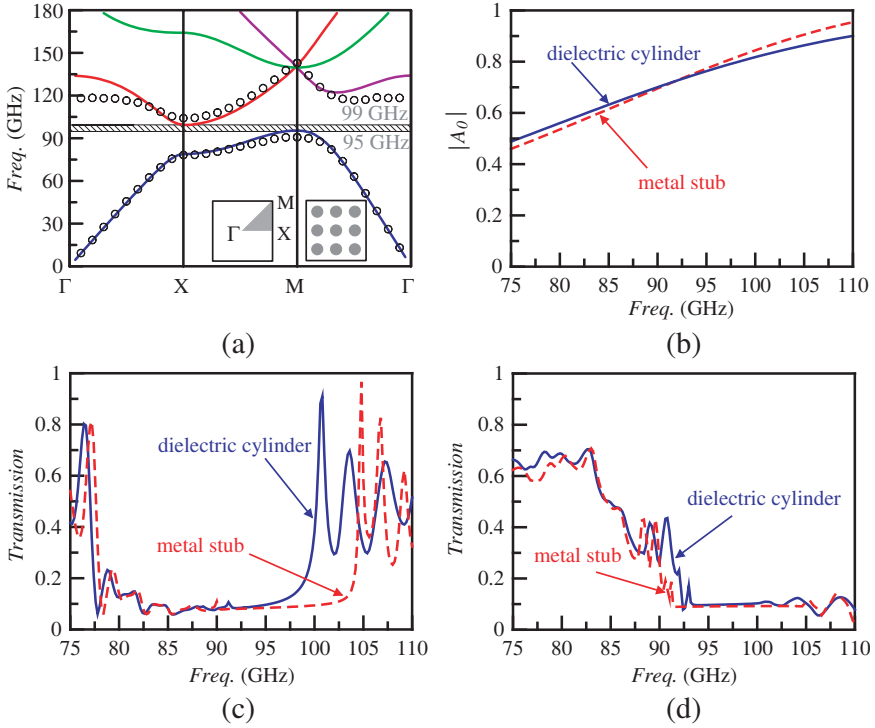 180
150
120
90
60
30
0
Freq. (GHz)
99 GHz
95 GHz
M
Γ
X
Γ
X
M
Γ
(a)
1
0.8
0.6
0.4
0.2
0
|A0|
dielectric cylinder
metal stub
75
80
85
90
95
100
105
110
Freq. (GHz)
(b)
1
0.8
0.6
0.4
0.2
0
Transmission
dielectric cylinder
metal stub
75
80
85
90
95
100
105
110
Freq. (GHz)
(c)
1
0.8
0.6
0.4
0.2
0
Transmission
dielectric cylinder
metal stub
75
80
85
90
95
100
105
110
Freq. (GHz)
(d)